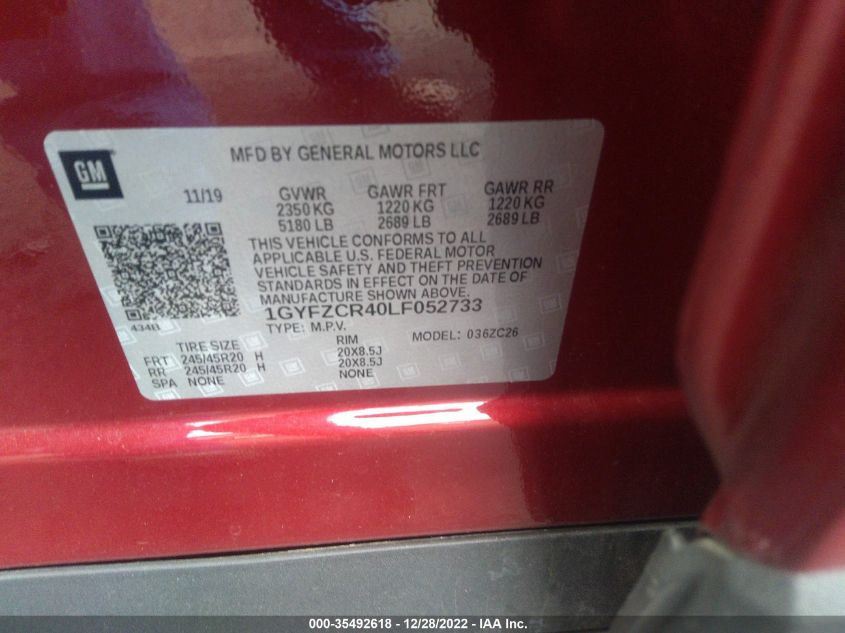 GM
MFD BY GENERAL MOTORS LLC
11/19 GVWR GAWR FRT GAWR RR
2350 KG 1220 KG 1220 KG
5180 LB 2689 LB 2689 LB
THIS VEHICLE CONFORMS TO ALL
APPLICABLE U.S. FEDERAL MOTOR
VEHICLE SAFETY AND THEFT PREVENTION
STANDARDS IN EFFECT ON THE DATE OF
MANUFACTURE SHOWN ABOVE.
1GYFZCR40LF052733
434B
TYPE: M.P.V. MODEL: 036ZC26
TIRE SIZE RIM
FRT 245/45R20 H 20X8.5J
RR 245/45R20 H 20X8.5J
SPA NONE NONE
000-35492618 - 12/28/2022 - IAA Inc.